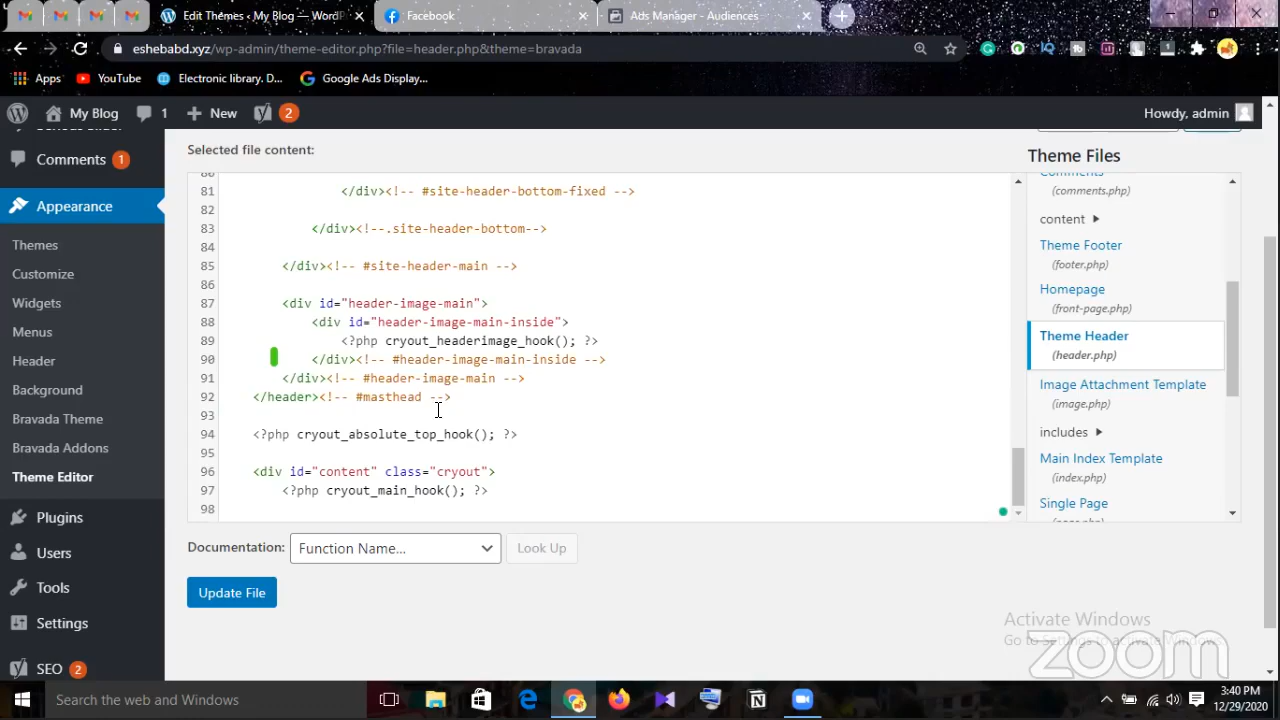 Edit Themes ‹ My Blog — WordP
Facebook
Ads Manager - Audiences
eshebabd.xyz/wp-admin/theme-editor.php?file=header.php&theme=bravada
Apps
YouTube
Electronic library. D...
Google Ads Display...
My Blog
1
New
2
Howdy, admin
Comments 1
Appearance
Themes
Customize
Widgets
Menus
Header
Background
Bravada Theme
Bravada Addons
Theme Editor
Plugins
Users
Tools
Settings
SEO 2
Selected file content:
81 </div><!-- #site-header-bottom-fixed -->
82
83 </div><!--.site-header-bottom-->
84
85 </div><!-- #site-header-main -->
86
87 <div id="header-image-main">
88 <div id="header-image-main-inside">
89 <?php cryout_headerimage_hook(); ?>
90 </div><!-- #header-image-main-inside -->
91 </div><!-- #header-image-main -->
92 </header><!-- #masthead -->
93
94 <?php cryout_absolute_top_hook(); ?>
95
96 <div id="content" class="cryout">
97 <?php cryout_main_hook(); ?>
98
Documentation:
Function Name...
Look Up
Update File
Theme Files
Comments
(comments.php)
content
Theme Footer
(footer.php)
Homepage
(front-page.php)
Theme Header
(header.php)
Image Attachment Template
(image.php)
includes
Main Index Template
(index.php)
Single Page
Activate Windows
Go to Settings to activate Windows.
zoom
Search the web and Windows
3:40 PM
12/29/2020